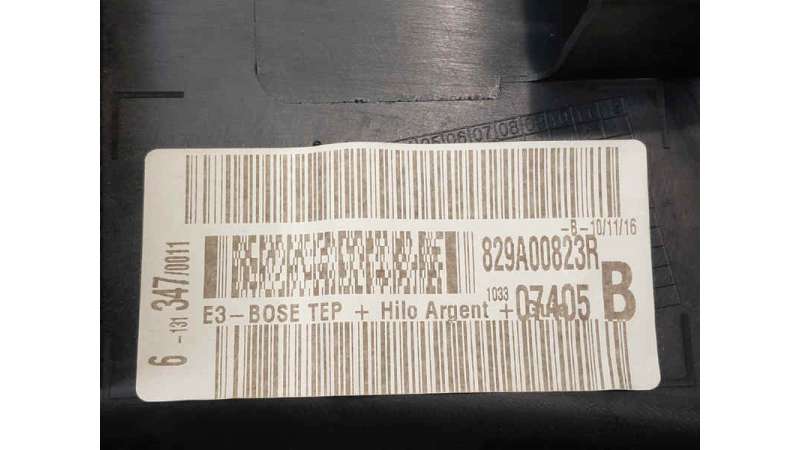 -B-10/11/16
829A00823R
1033
07405 B
E3-BOSE TEP + Hilo Argent +
6 -131 347/0011